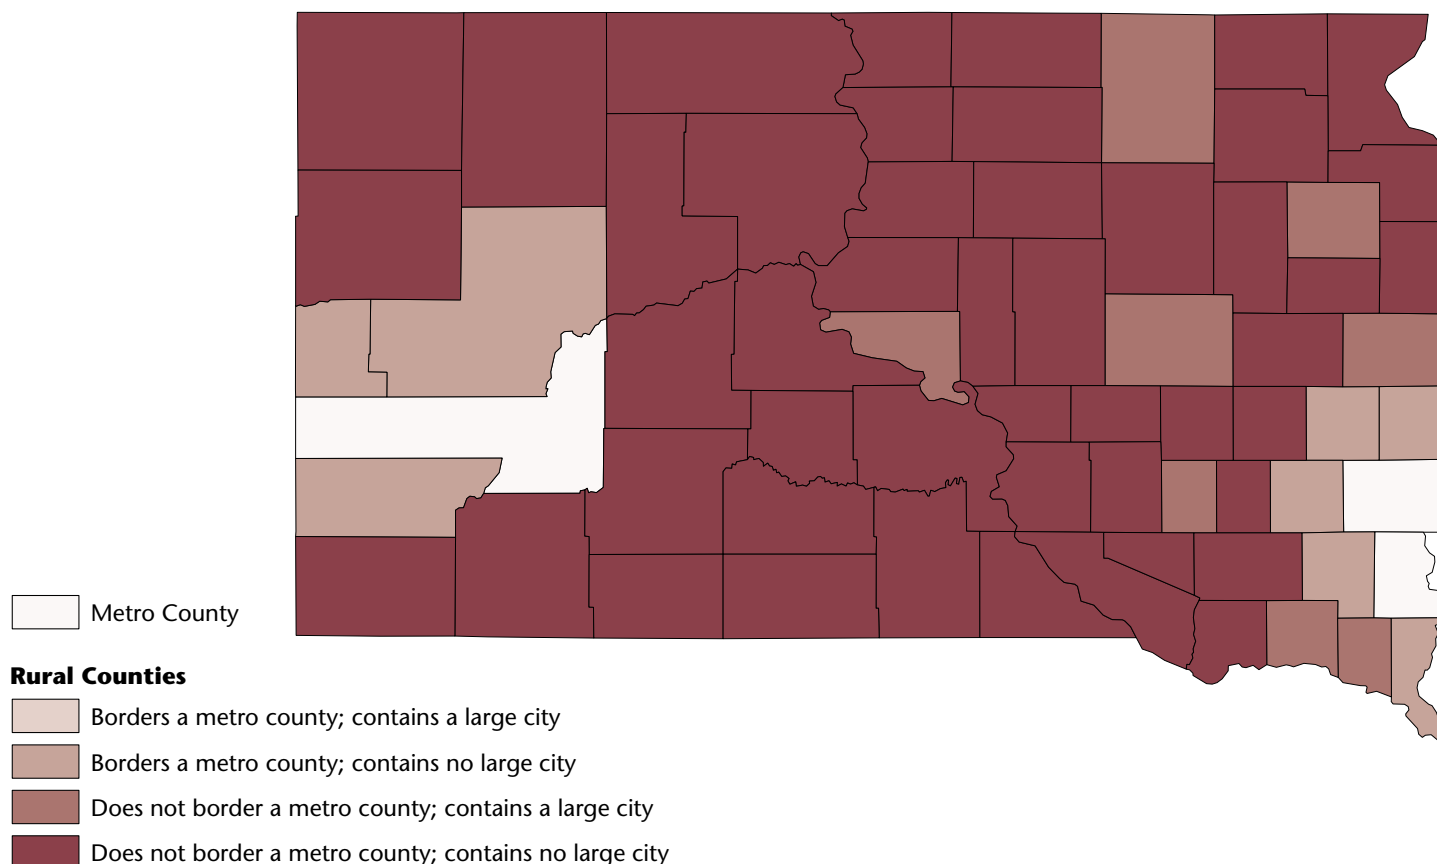 Metro County
Rural Counties
Borders a metro county; contains a large city
Borders a metro county; contains no large city
Does not border a metro county; contains a large city
Does not border a metro county; contains no large city